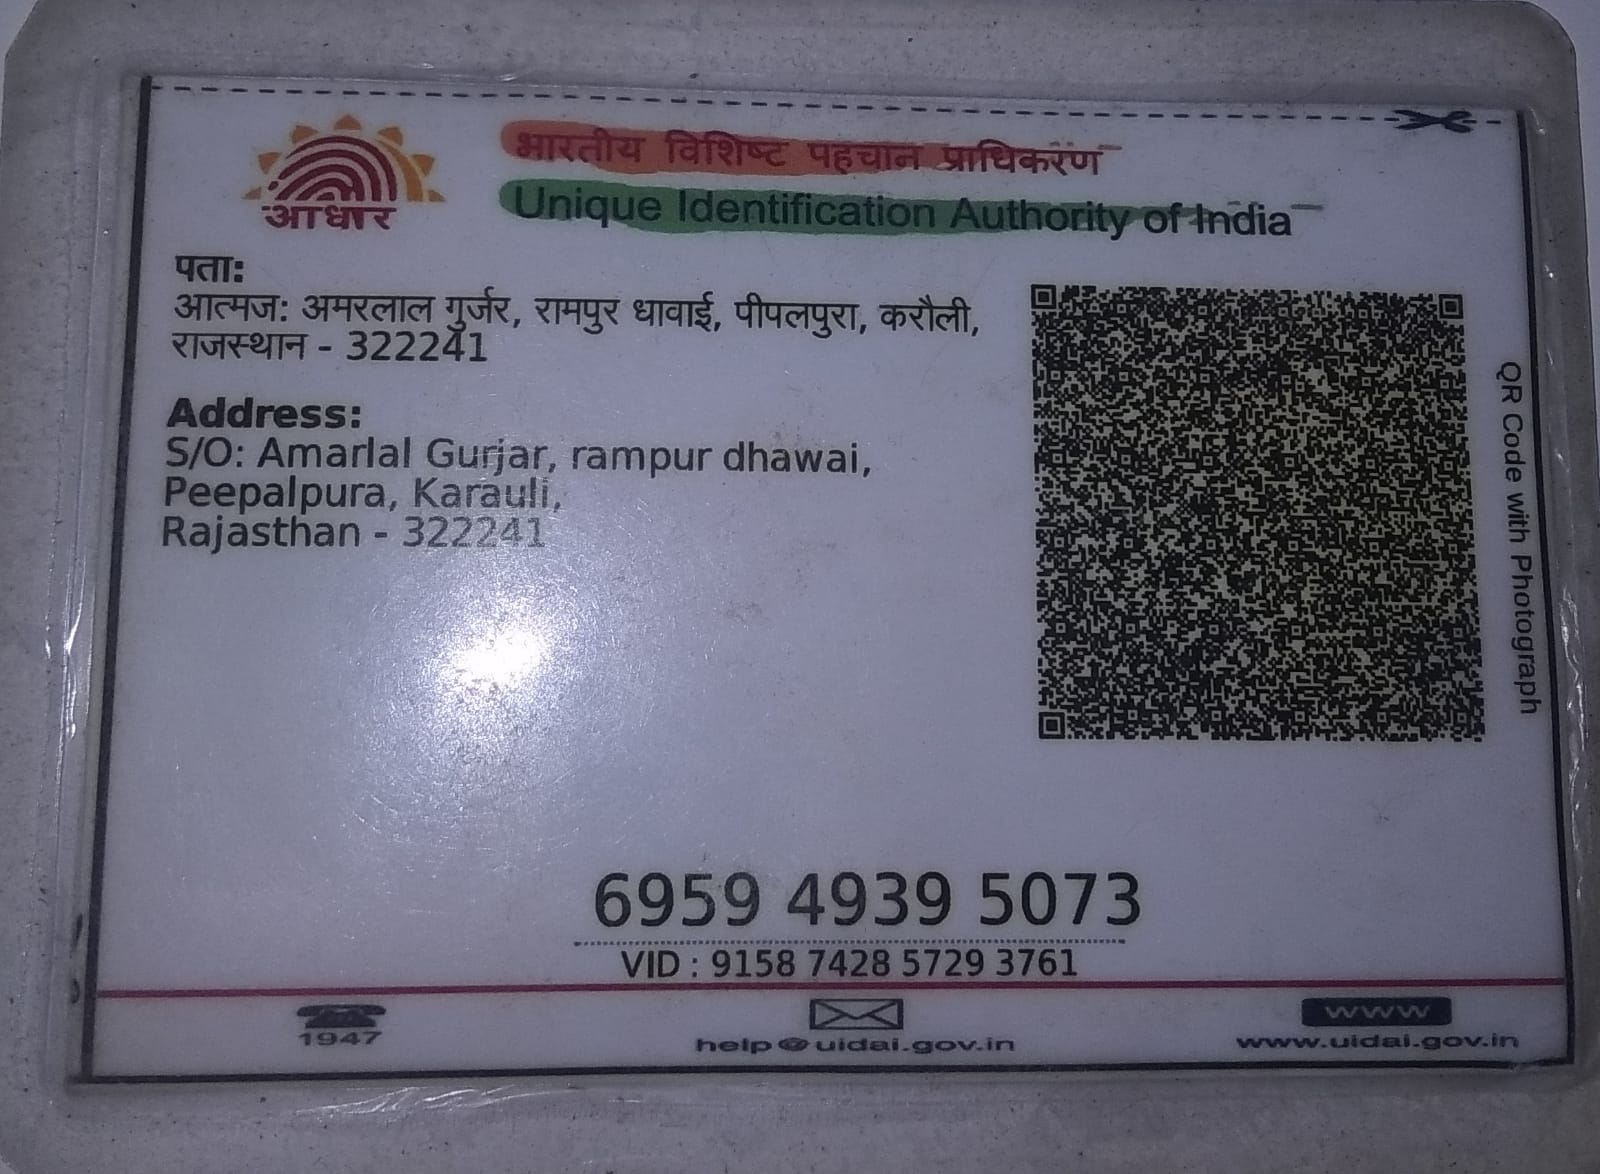 आधार
भारतीय विशिष्ट पहचान प्राधिकरण
Unique Identification Authority of India
पता:
आत्मज: अमरलाल गुर्जर, रामपुर धावाई, पीपलपुरा, करौली,
राजस्थान - 322241
Address:
S/O: Amarlal Gurjar, rampur dhawai,
Peepalpura, Karauli,
Rajasthan - 322241
QR Code with Photograph
6959 4939 5073
VID : 9158 7428 5729 3761
1947
help@uidai.gov.in
www
www.uidai.gov.in